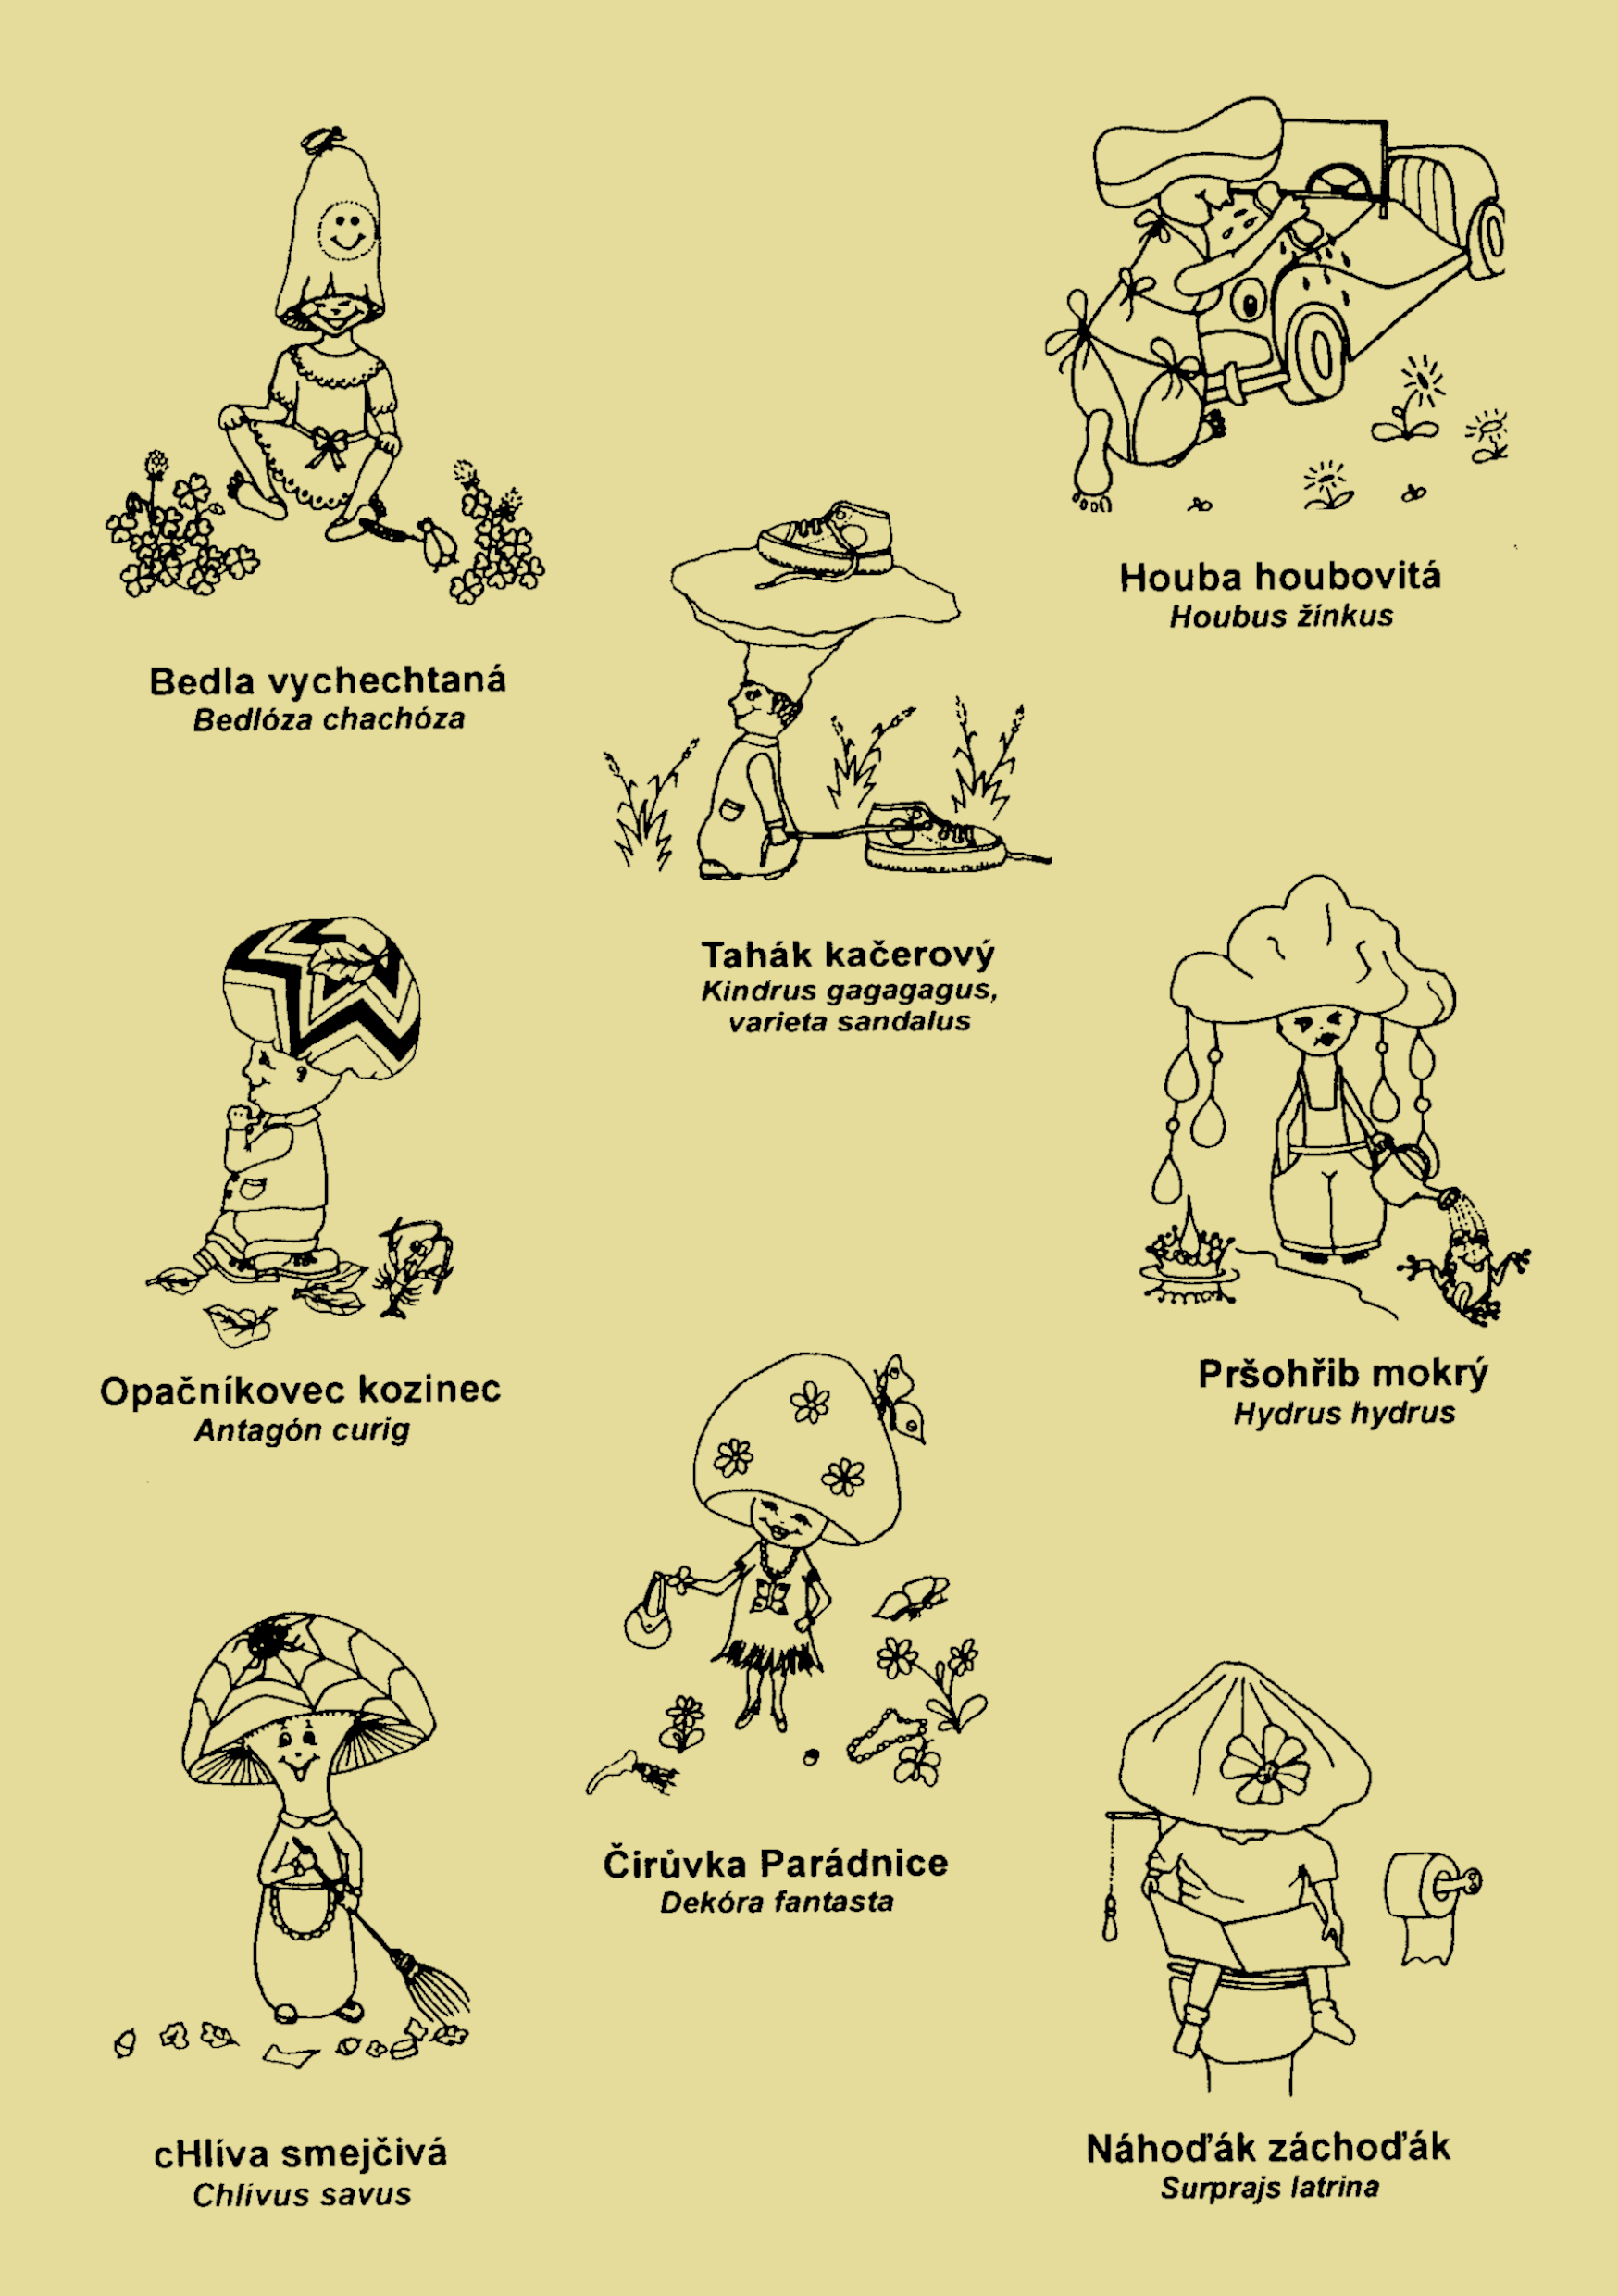 Houba houbovitá
Houbus žínkus
Bedla vychechtaná
Bedlóza chachóza
Tahák kačerový
Kindrus gagagagus,
varieta sandalus
Opačníkovec kozinec
Antagón curig
Pršohřib mokrý
Hydrus hydrus
Čirůvka Parádnice
Dekóra fantasta
cHlíva smejčivá
Chlívus savus
Náhoďák záchoďák
Surprajs latrina